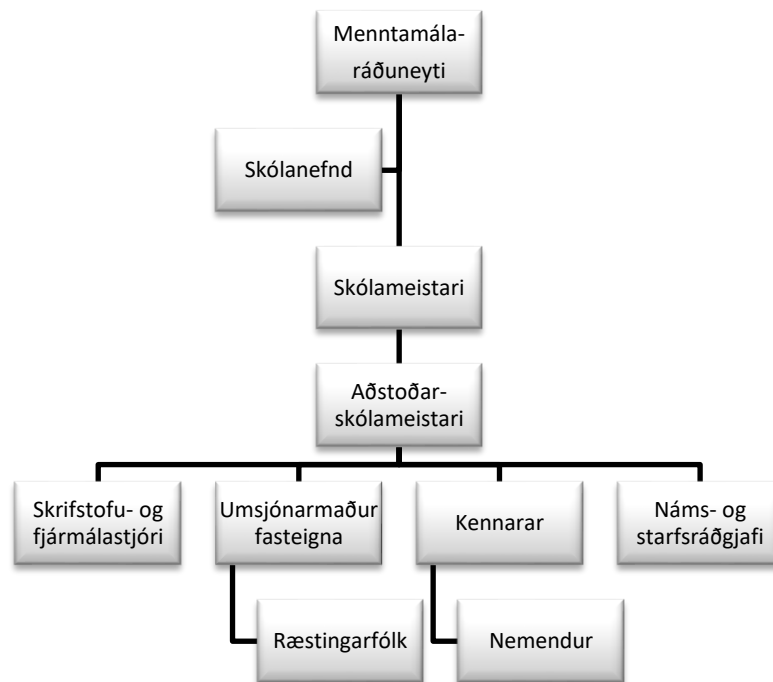 Menntamála-
ráðuneyti
Skólanefnd
Skólameistari
Aðstoðar-
skólameistari
Skrifstofu- og
fjármálastjóri
Umsjónarmaður
fasteigna
Kennarar
Náms- og
starfsráðgjafi
Ræstingarfólk
Nemendur